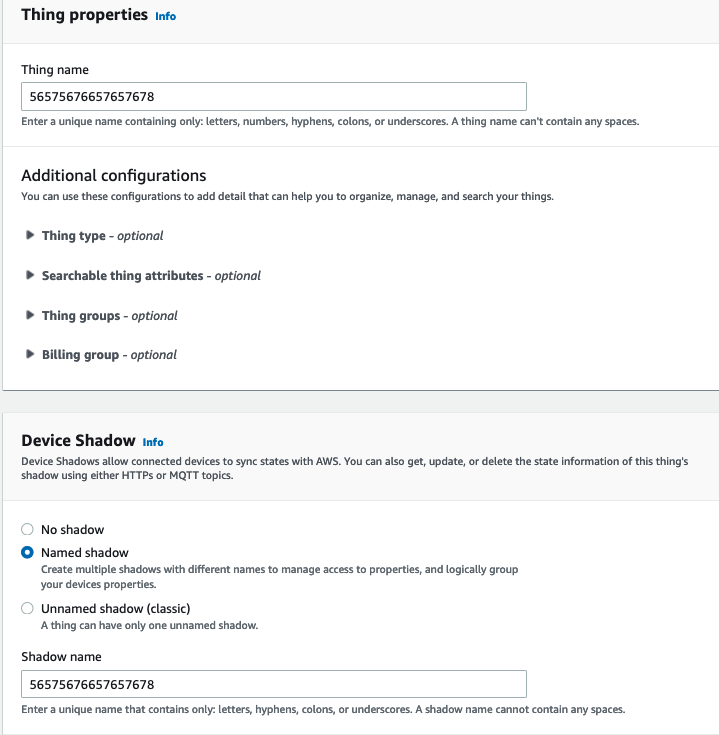 Thing properties Info
Thing name
56575676657657678
Enter a unique name containing only: letters, numbers, hyphens, colons, or underscores. A thing name can't contain any spaces.
Additional configurations
You can use these configurations to add detail that can help you to organize, manage, and search your things.
Thing type - optional
Searchable thing attributes - optional
Thing groups - optional
Billing group - optional
Device Shadow Info
Device Shadows allow connected devices to sync states with AWS. You can also get, update, or delete the state information of this thing's
shadow using either HTTPs or MQTT topics.
No shadow
Named shadow
Create multiple shadows with different names to manage access to properties, and logically group
your devices properties.
Unnamed shadow (classic)
A thing can have only one unnamed shadow.
Shadow name
56575676657657678
Enter a unique name that contains only: letters, hyphens, colons, or underscores. A shadow name cannot contain any spaces.